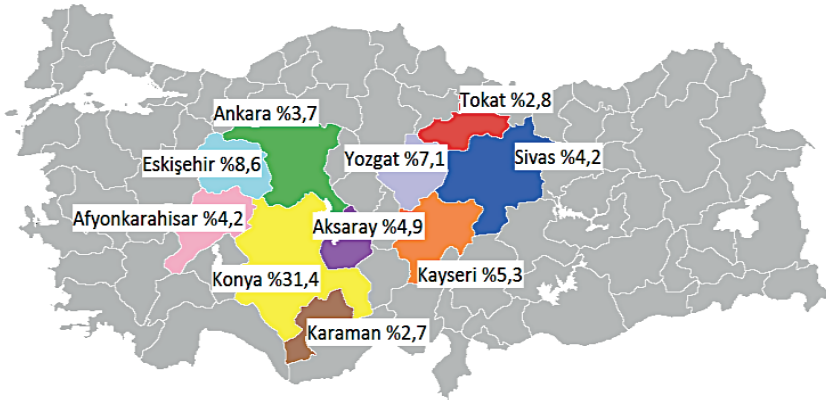 Tokat %2,8
Ankara %3,7
Yozgat %7,1
Sivas %4,2
Eskişehir %8,6
Afyonkarahisar %4,2
Aksaray %4,9
Konya %31,4
Kayseri %5,3
Karaman %2,7